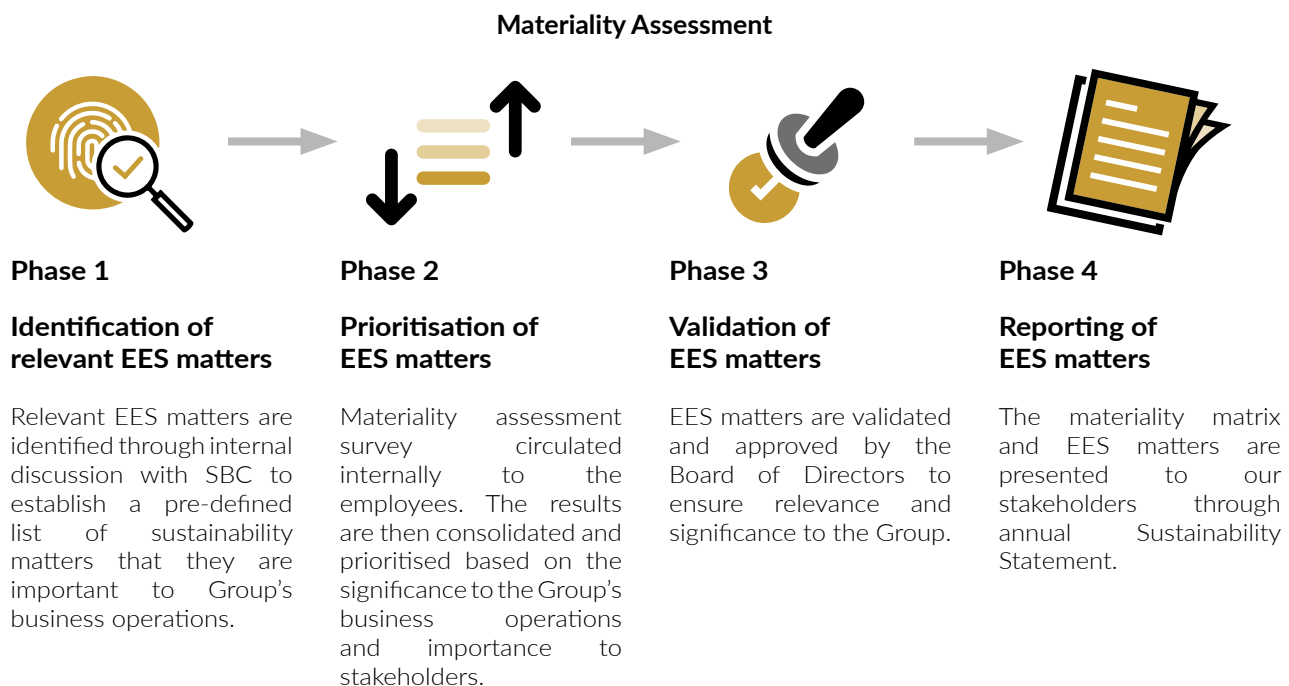 Materiality Assessment
Phase 1
Identification of
relevant EES matters
Relevant EES matters are
identified through internal
discussion with SBC to
establish a pre-defined
list of sustainability
matters that they are
important to Group’s
business operations.
Phase 2
Prioritisation of
EES matters
Materiality assessment
survey circulated
internally to the
employees. The results
are then consolidated and
prioritised based on the
significance to the Group’s
business operations
and importance to
stakeholders.
Phase 3
Validation of
EES matters
EES matters are validated
and approved by the
Board of Directors to
ensure relevance and
significance to the Group.
Phase 4
Reporting of
EES matters
The materiality matrix
and EES matters are
presented to our
stakeholders through
annual Sustainability
Statement.